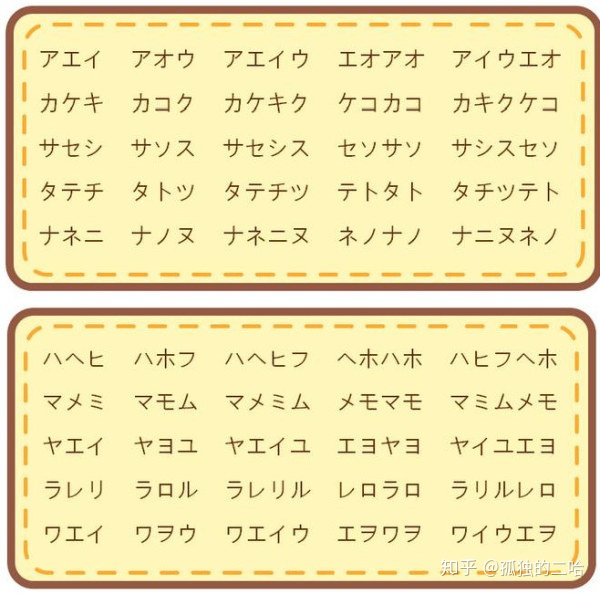 アエイ アオウ アエイウ エオアオ アイウエオ
カケキ カコク カケキク ケコカコ カキクケコ
サセシ サソス サセシス セソサソ サシスセソ
タテチ タトツ タテチツ テトタト タチツテト
ナネニ ナノヌ ナネニヌ ネノナノ ナニヌネノ
ハヘヒ ハホフ ハヘヒフ ヘホハホ ハヒフヘホ
マメミ マモム マメミム メモマモ マミムメモ
ヤエイ ヤヨユ ヤエイユ エヨヤヨ ヤイユエヨ
ラレリ ラロル ラレリル レロラロ ラリルレロ
ワエイ ワヲウ ワエイウ エヲワヲ ワイウエヲ
知乎 @孤独的二哈